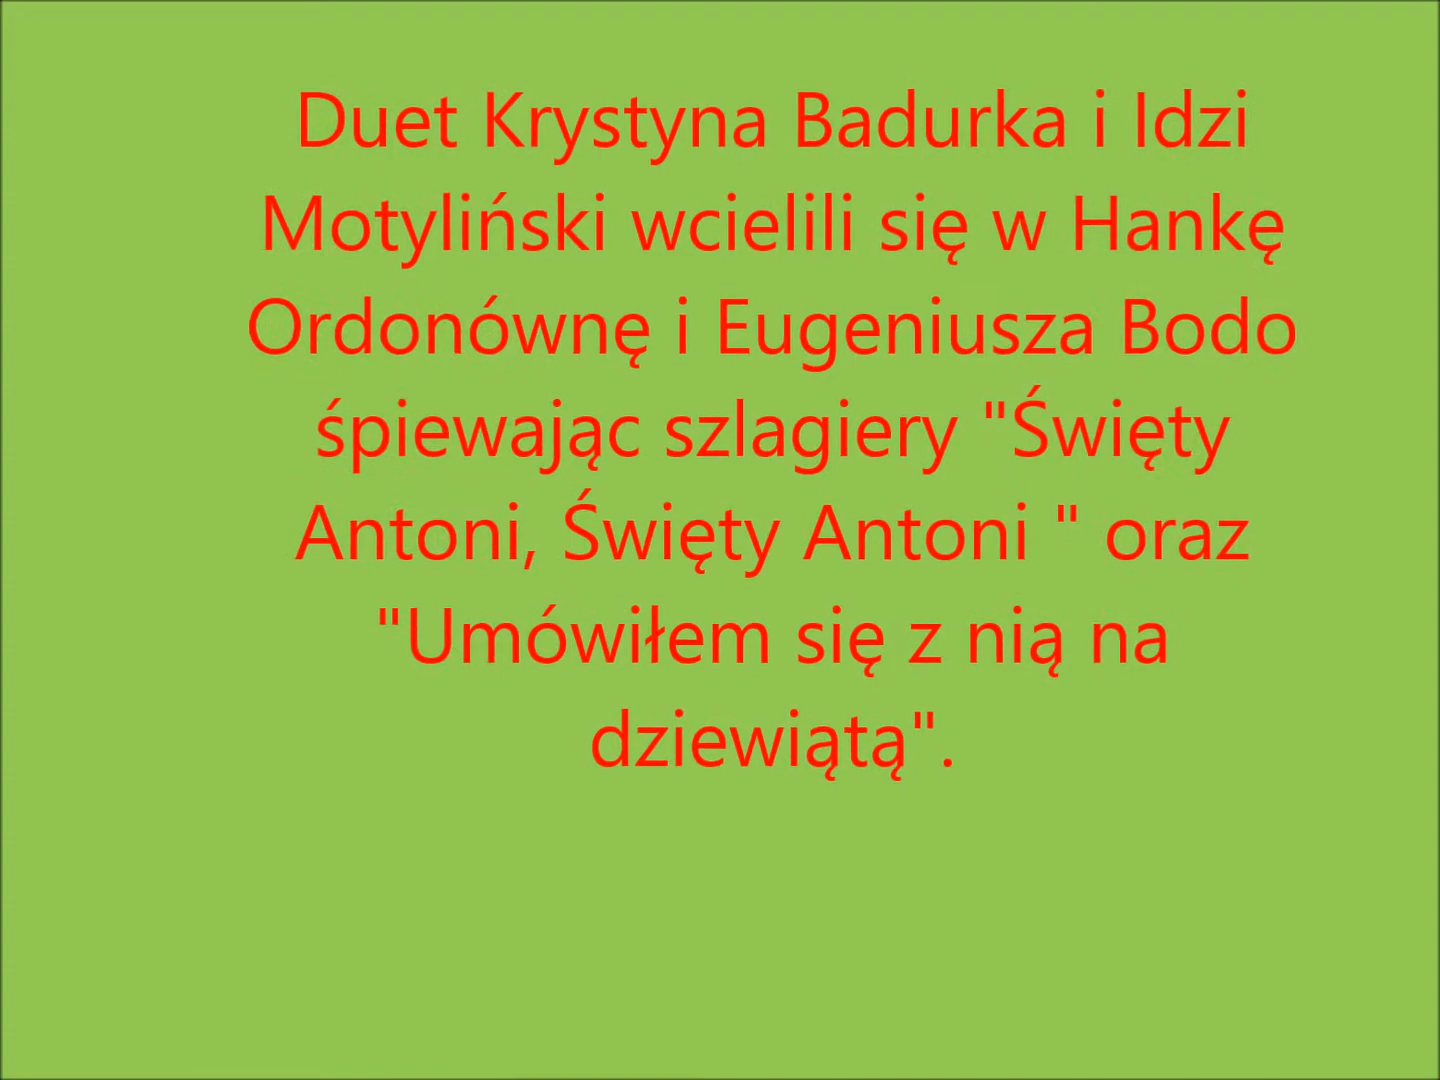 Duet Krystyna Badurka i Idzi
Motyliński wcielili się w Hankę
Ordonównę i Eugeniusza Bodo
śpiewając szlagiery "Święty
Antoni, Święty Antoni " oraz
"Umówiłem się z nią na
dziewiątą".